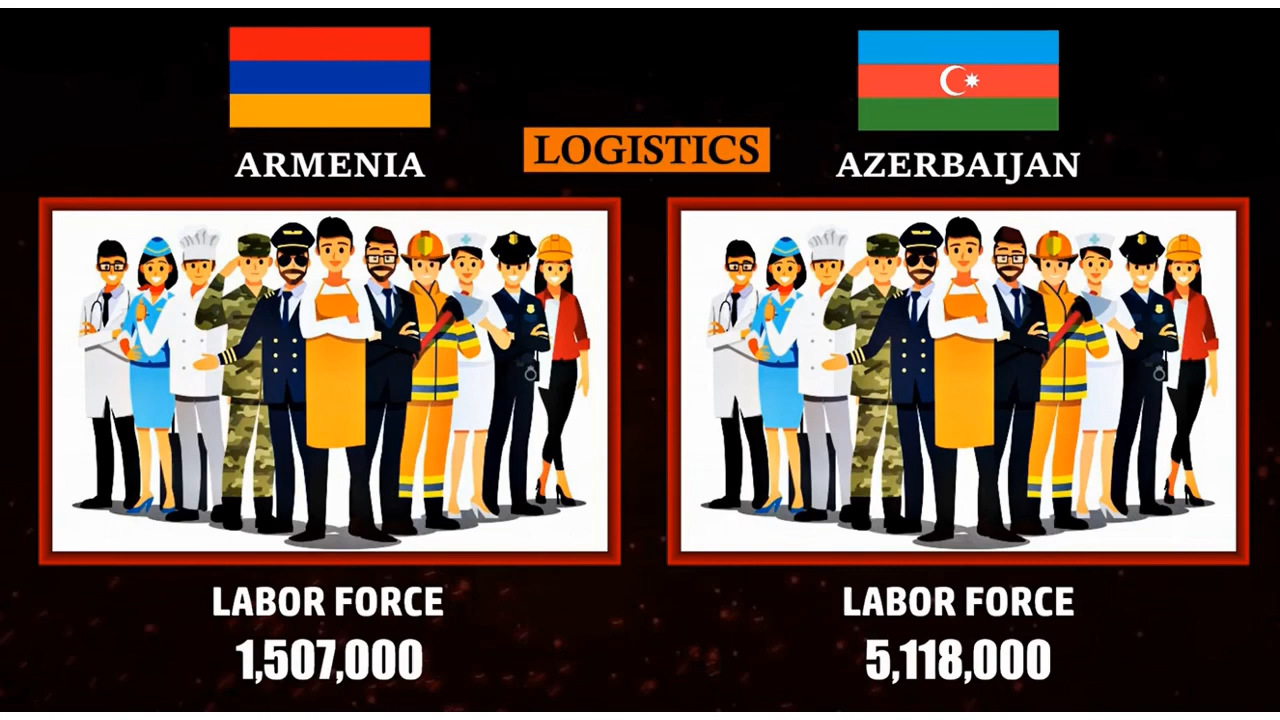 LOGISTICS
ARMENIA
AZERBAIJAN
LABOR FORCE
1,507,000
LABOR FORCE
5,118,000